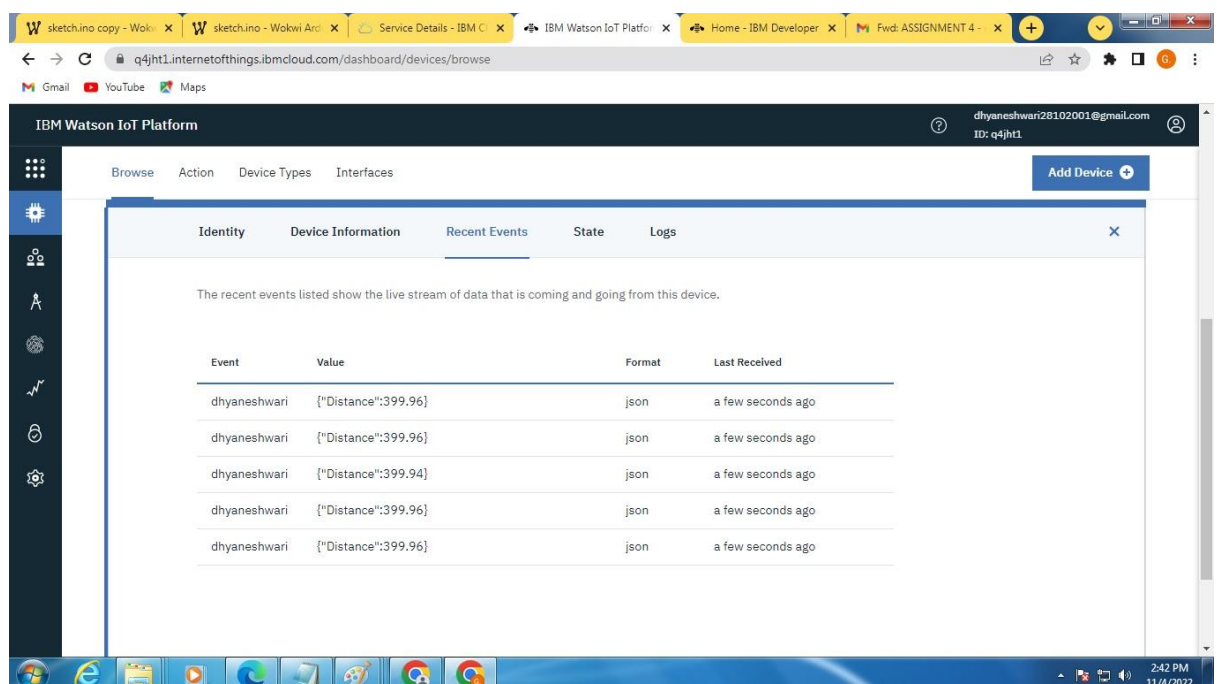 sketch.ino copy - Wokw
sketch.ino - Wokwi Ard
Service Details - IBM Cl
IBM Watson IoT Platfor
Home - IBM Developer
Fwd: ASSIGNMENT 4 -
q4jht1.internetofthings.ibmcloud.com/dashboard/devices/browse
G.
Gmail YouTube Maps
IBM Watson IoT Platform
dhyaneshwari28102001@gmail.com
ID: q4jht1
Browse Action Device Types Interfaces
Add Device
Identity Device Information Recent Events State Logs
The recent events listed show the live stream of data that is coming and going from this device.
Event Value Format Last Received
dhyaneshwari {"Distance":399.96} json a few seconds ago
dhyaneshwari {"Distance":399.96} json a few seconds ago
dhyaneshwari {"Distance":399.94} json a few seconds ago
dhyaneshwari {"Distance":399.96} json a few seconds ago
dhyaneshwari {"Distance":399.96} json a few seconds ago
2:42 PM
11/4/2022